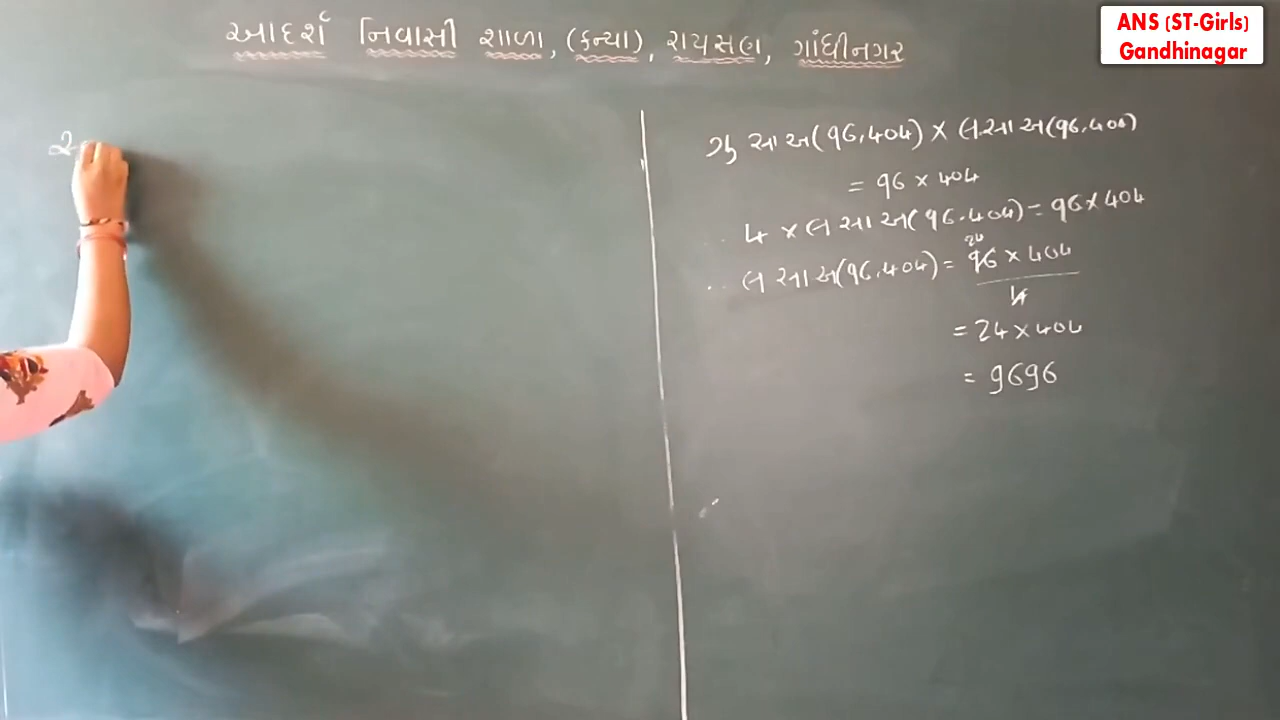 આદર્શ નિવાસી શાળા, (કન્યા), રાયસણ, ગાંધીનગર
ANS (ST-Girls)
Gandhinagar
ગુ સા અ(96,404) × લ સા અ(96,404)
= 96 × 404
4 × લ સા અ(96,404) = 96 × 404
∴ લ સા અ(96,404) = 96 × 404
24
4
= 24 × 404
= 9696